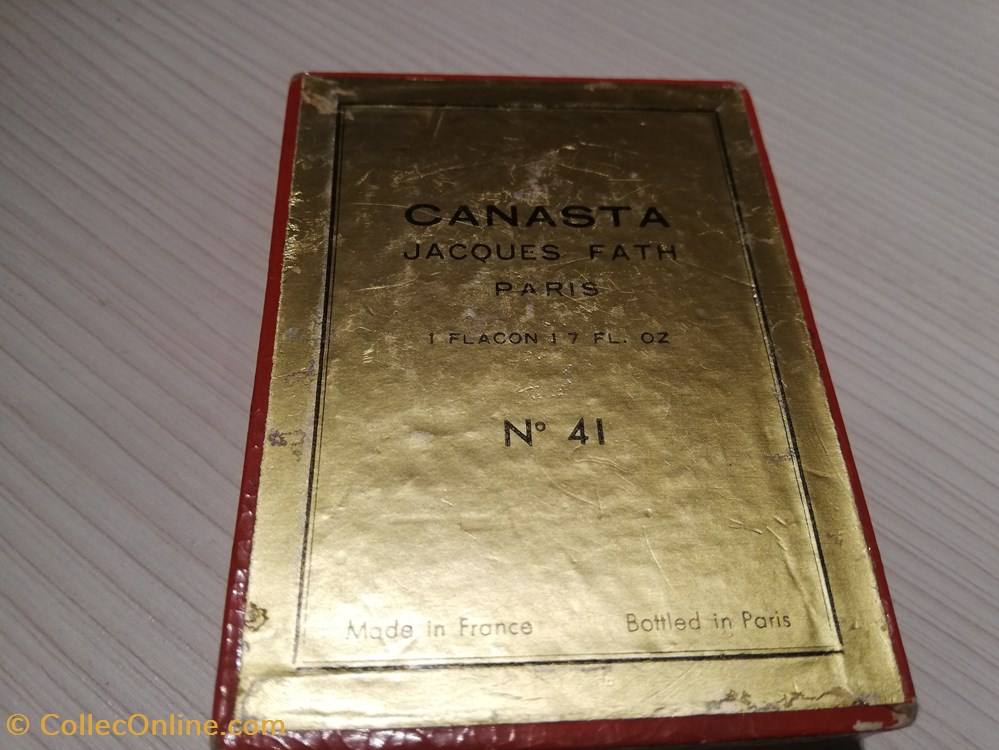 CANASTA
JACQUES FATH
PARIS
1 FLACON 1 7 FL. OZ
Nº 41
Made in France Bottled in Paris
© CollecOnline.com